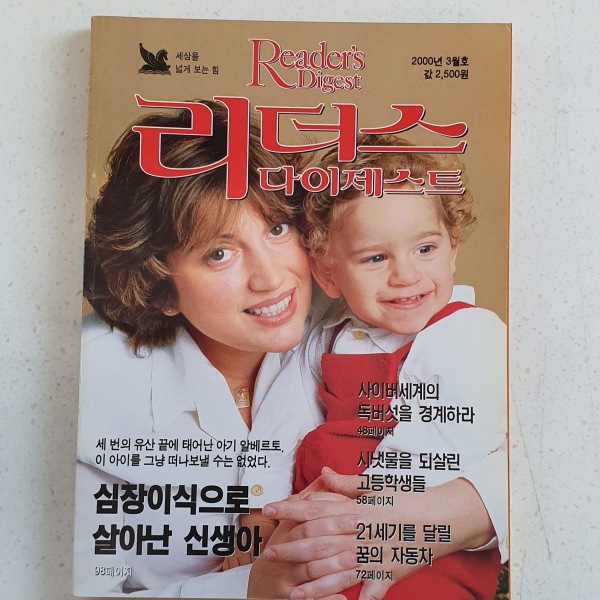 세상을
넓게 보는 힘
Reader's
Digest
2000년 3월호
값 2,500원
리더스
다이제스트
사이버세계의
독버섯을 경계하라
48페이지
세 번의 유산 끝에 태어난 아기 알베르토.
이 아이를 그냥 떠나보낼 수는 없었다.
시냇물을 되살린
고등학생들
58페이지
심장이식으로
살아난 신생아
98페이지
21세기를 달릴
꿈의 자동차
72페이지